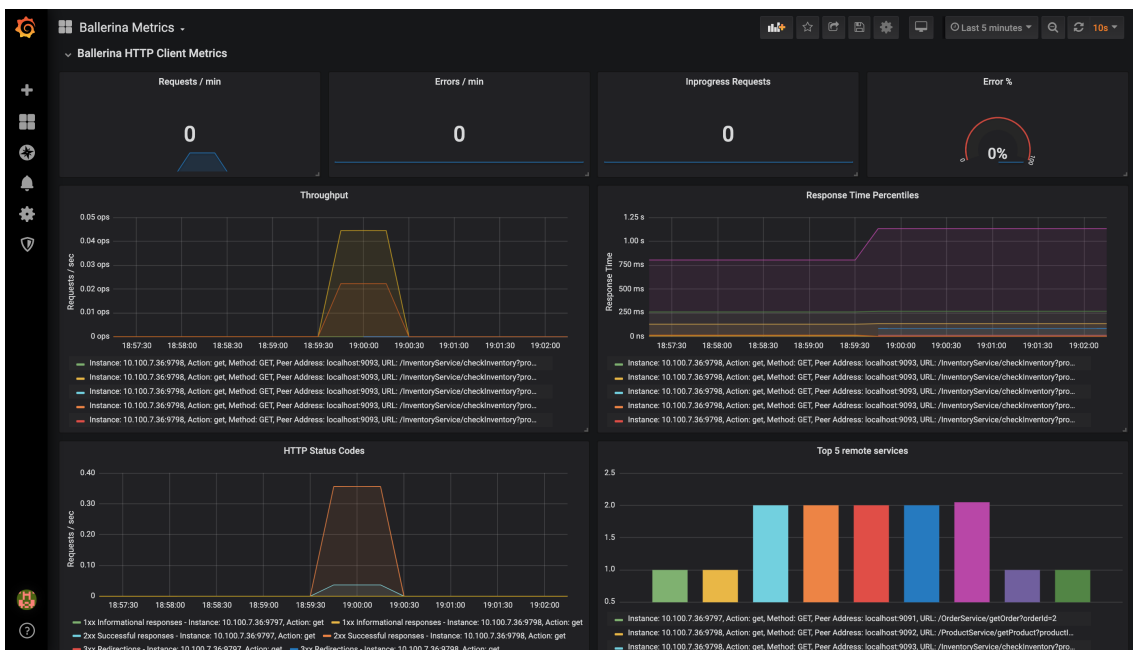 Ballerina Metrics
Last 5 minutes
10s
Ballerina HTTP Client Metrics
Requests / min
Errors / min
Inprogress Requests
Error %
0
0
0
0%
0
100
Throughput
0.05 ops
0.04 ops
0.03 ops
0.02 ops
0.01 ops
0 ops
Requests / sec
18:57:30 18:58:00 18:58:30 18:59:00 18:59:30 19:00:00 19:00:30 19:01:00 19:01:30 19:02:00
Instance: 10.100.7.36:9798, Action: get, Method: GET, Peer Address: localhost:9093, URL: /InventoryService/checkInventory?pro...
Instance: 10.100.7.36:9798, Action: get, Method: GET, Peer Address: localhost:9093, URL: /InventoryService/checkInventory?pro...
Instance: 10.100.7.36:9798, Action: get, Method: GET, Peer Address: localhost:9093, URL: /InventoryService/checkInventory?pro...
Instance: 10.100.7.36:9798, Action: get, Method: GET, Peer Address: localhost:9093, URL: /InventoryService/checkInventory?pro...
Instance: 10.100.7.36:9798, Action: get, Method: GET, Peer Address: localhost:9093, URL: /InventoryService/checkInventory?pro...
Response Time Percentiles
1.25 s
1.00 s
750 ms
500 ms
250 ms
0 ns
Response Time
18:57:30 18:58:00 18:58:30 18:59:00 18:59:30 19:00:00 19:00:30 19:01:00 19:01:30 19:02:00
Instance: 10.100.7.36:9798, Action: get, Method: GET, Peer Address: localhost:9093, URL: /InventoryService/checkInventory?pro...
Instance: 10.100.7.36:9798, Action: get, Method: GET, Peer Address: localhost:9093, URL: /InventoryService/checkInventory?pro...
Instance: 10.100.7.36:9798, Action: get, Method: GET, Peer Address: localhost:9093, URL: /InventoryService/checkInventory?pro...
Instance: 10.100.7.36:9798, Action: get, Method: GET, Peer Address: localhost:9093, URL: /InventoryService/checkInventory?pro...
Instance: 10.100.7.36:9798, Action: get, Method: GET, Peer Address: localhost:9093, URL: /InventoryService/checkInventory?pro...
HTTP Status Codes
0.40
0.30
0.20
0.10
0
Requests / sec
18:57:30 18:58:00 18:58:30 18:59:00 18:59:30 19:00:00 19:00:30 19:01:00 19:01:30 19:02:00
1xx Informational responses - Instance: 10.100.7.36:9797, Action: get 1xx Informational responses - Instance: 10.100.7.36:9798, Action: get
2xx Successful responses - Instance: 10.100.7.36:9797, Action: get 2xx Successful responses - Instance: 10.100.7.36:9798, Action: get
3xx Redirections - Instance: 10.100.7.36:9797, Action: get 3xx Redirections - Instance: 10.100.7.36:9798, Action: get
Top 5 remote services
2.5
2.0
1.5
1.0
0.5
Instance: 10.100.7.36:9797, Method: GET, Peer Address: localhost:9091, URL: /OrderService/getOrder?orderId=2
Instance: 10.100.7.36:9798, Method: GET, Peer Address: localhost:9092, URL: /ProductService/getProduct?productI...
Instance: 10.100.7.36:9798, Method: GET, Peer Address: localhost:9093, URL: /InventoryService/checkInventory?pro...